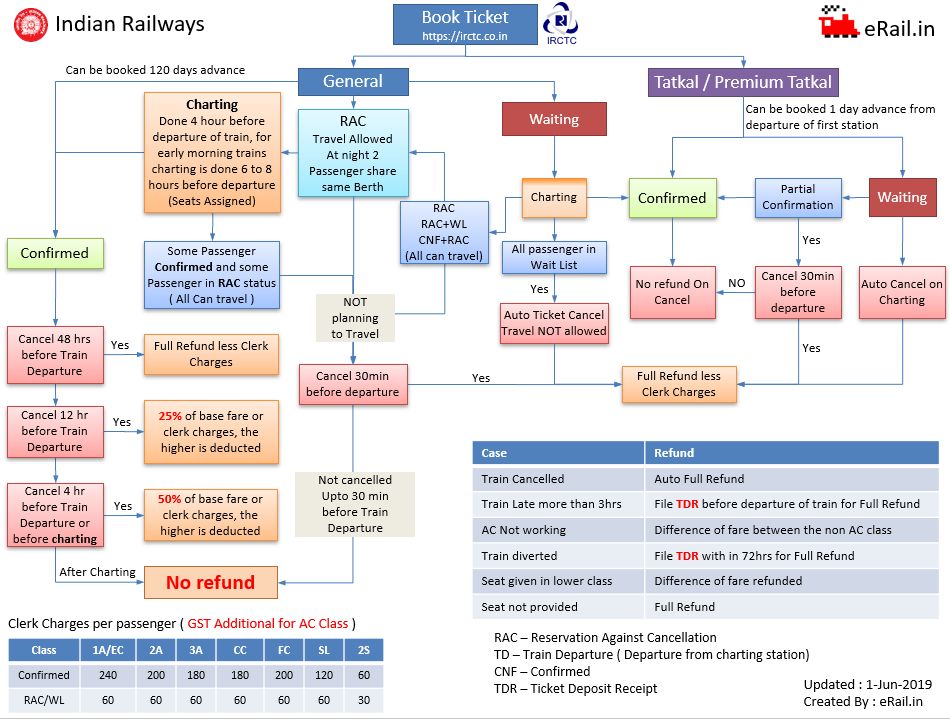 Indian Railways
Book Ticket
https://irctc.co.in
IRCTC
eRail.in
Can be booked 120 days advance
General
Tatkal / Premium Tatkal
Can be booked 1 day advance from
departure of first station
Charting
Done 4 hour before
departure of train, for
early morning trains
charting is done 6 to 8
hours before departure
(Seats Assigned)
RAC
Travel Allowed
At night 2
Passenger share
same Berth
Waiting
Charting
Confirmed
Partial
Confirmation
Waiting
RAC
RAC+WL
CNF+RAC
(All can travel)
Confirmed
Some Passenger
Confirmed and some
Passenger in RAC status
( All Can travel )
All passenger in
Wait List
Yes
Yes
No refund On
Cancel
NO
Cancel 30min
before
departure
Auto Cancel on
Charting
NOT
planning
to Travel
Auto Ticket Cancel
Travel NOT allowed
Cancel 48 hrs
before Train
Departure
Yes
Full Refund less Clerk
Charges
Yes
Cancel 30min
before departure
Yes
Full Refund less
Clerk Charges
Cancel 12 hr
before Train
Departure
Yes
25% of base fare or
clerk charges, the
higher is deducted
Cancel 4 hr
before Train
Departure or
before charting
Yes
50% of base fare or
clerk charges, the
higher is deducted
Not cancelled
Upto 30 min
before Train
Departure
After Charting
No refund
Case Refund
Train Cancelled Auto Full Refund
Train Late more than 3hrs File TDR before departure of train for Full Refund
AC Not working Difference of fare between the non AC class
Train diverted File TDR with in 72hrs for Full Refund
Seat given in lower class Difference of fare refunded
Seat not provided Full Refund
Clerk Charges per passenger ( GST Additional for AC Class )
Class 1A/EC 2A 3A CC FC SL 2S
Confirmed 240 200 180 180 200 120 60
RAC/WL 60 60 60 60 60 60 30
RAC – Reservation Against Cancellation
TD – Train Departure ( Departure from charting station)
CNF – Confirmed
TDR – Ticket Deposit Receipt
Updated : 1-Jun-2019
Created By : eRail.in